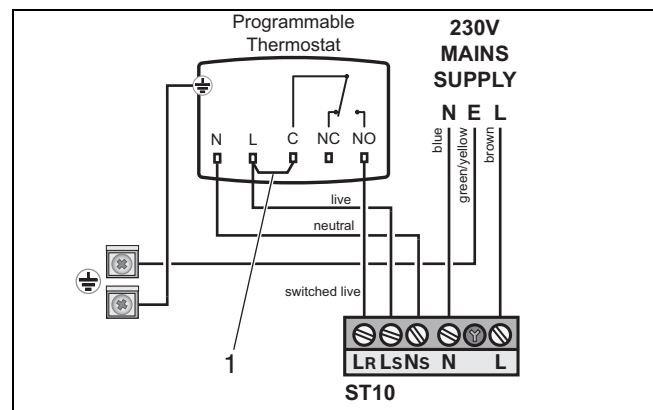 Programmable
Thermostat
230V
MAINS
SUPPLY
N E L
blue
green/yellow
brown
N L C NC NO
live
neutral
switched live
1
LR LS NS N L
ST10